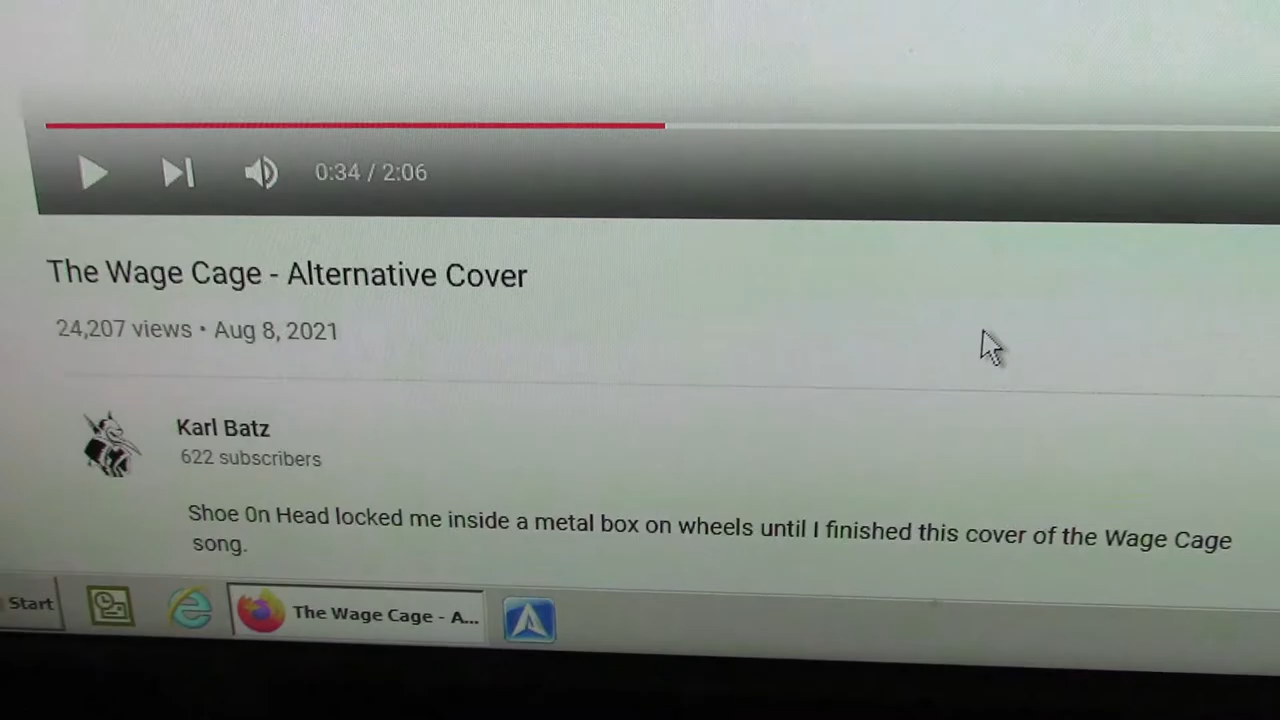 0:34 / 2:06
The Wage Cage - Alternative Cover
24,207 views • Aug 8, 2021
Karl Batz
622 subscribers
Shoe 0n Head locked me inside a metal box on wheels until I finished this cover of the Wage Cage
song.
Start
The Wage Cage - A...